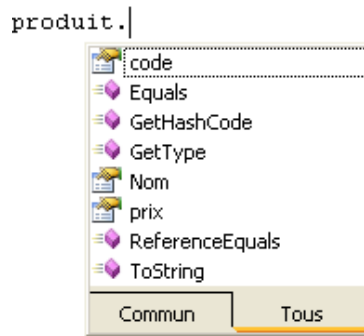 produit.
code
Equals
GetHashCode
GetType
Nom
prix
ReferenceEquals
ToString
Commun Tous